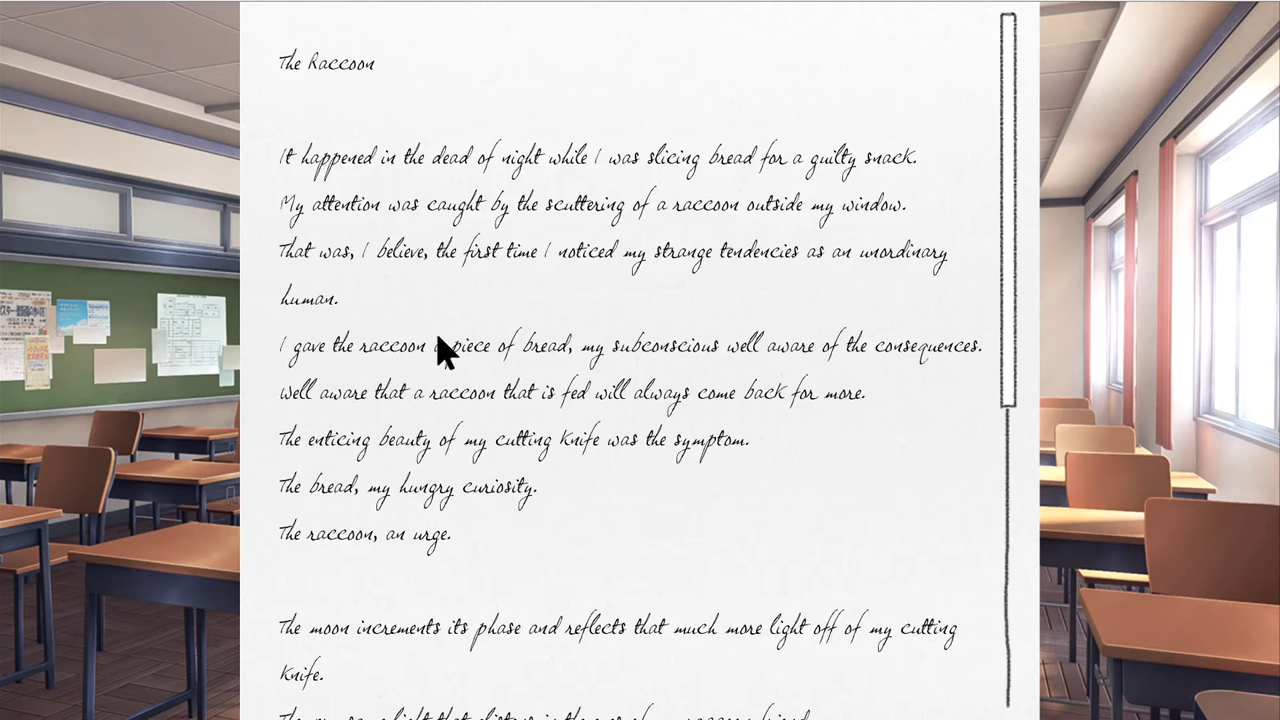 The Raccoon
It happened in the dead of night while I was slicing bread for a guilty snack.
My attention was caught by the scuttering of a raccoon outside my window.
That was, I believe, the first time I noticed my strange tendencies as an unordinary
human.
I gave the raccoon a piece of bread, my subconscious well aware of the consequences.
Well aware that a raccoon that is fed will always come back for more.
The enticing beauty of my cutting knife was the symptom.
The bread, my hungry curiosity.
The raccoon, an urge.
The moon increments its phase and reflects that much more light off of my cutting
knife.